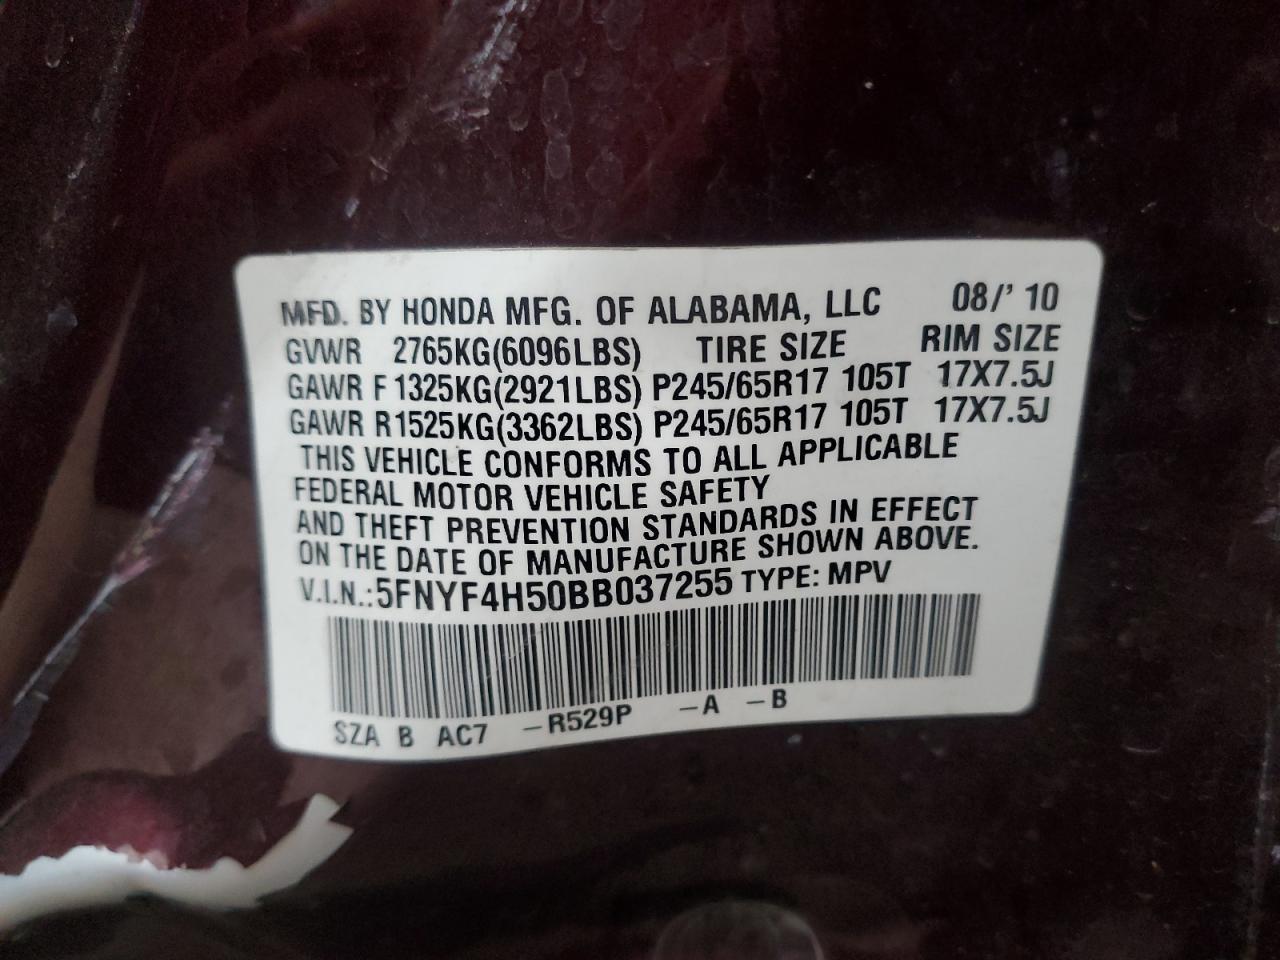 MFD. BY HONDA MFG. OF ALABAMA, LLC 08/' 10
GVWR 2765KG(6096LBS) TIRE SIZE RIM SIZE
GAWR F 1325KG(2921LBS) P245/65R17 105T 17X7.5J
GAWR R1525KG(3362LBS) P245/65R17 105T 17X7.5J
THIS VEHICLE CONFORMS TO ALL APPLICABLE
FEDERAL MOTOR VEHICLE SAFETY
AND THEFT PREVENTION STANDARDS IN EFFECT
ON THE DATE OF MANUFACTURE SHOWN ABOVE.
V.I.N.:5FNYF4H50BB037255 TYPE: MPV
SZA B AC7 –R529P –A –B